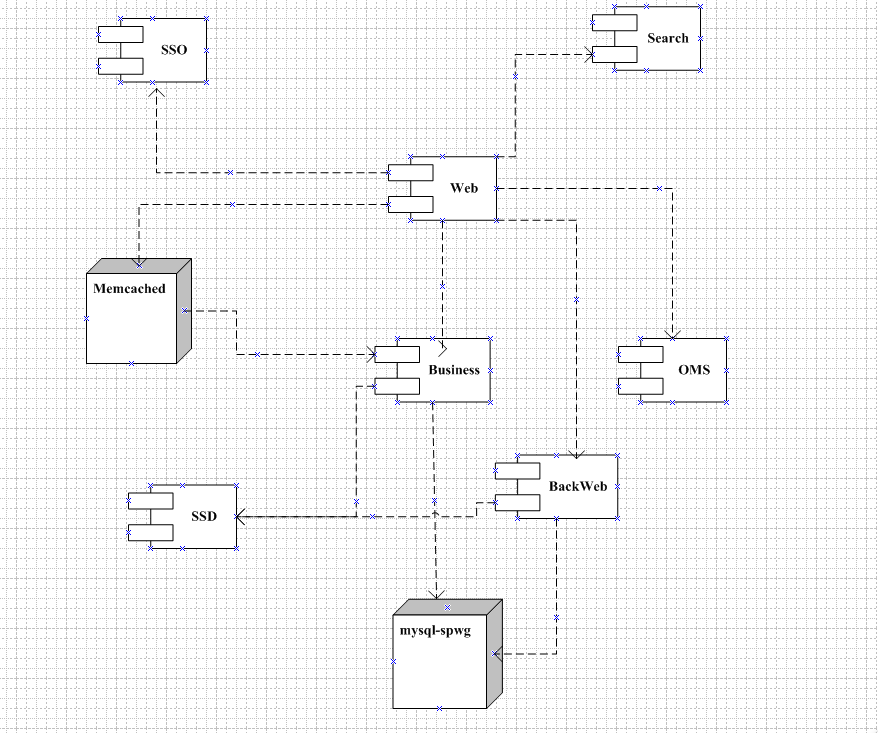 Search
SSO
Web
Memcached
Business
OMS
BackWeb
SSD
mysql-spwg